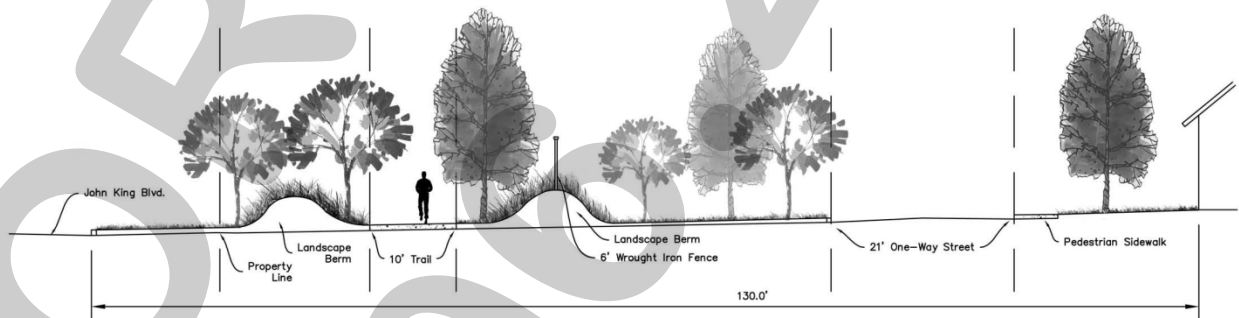 John King Blvd.
Landscape
Berm
Property
Line
10' Trail
Landscape Berm
6' Wrought Iron Fence
21' One-Way Street
Pedestrian Sidewalk
130.0'